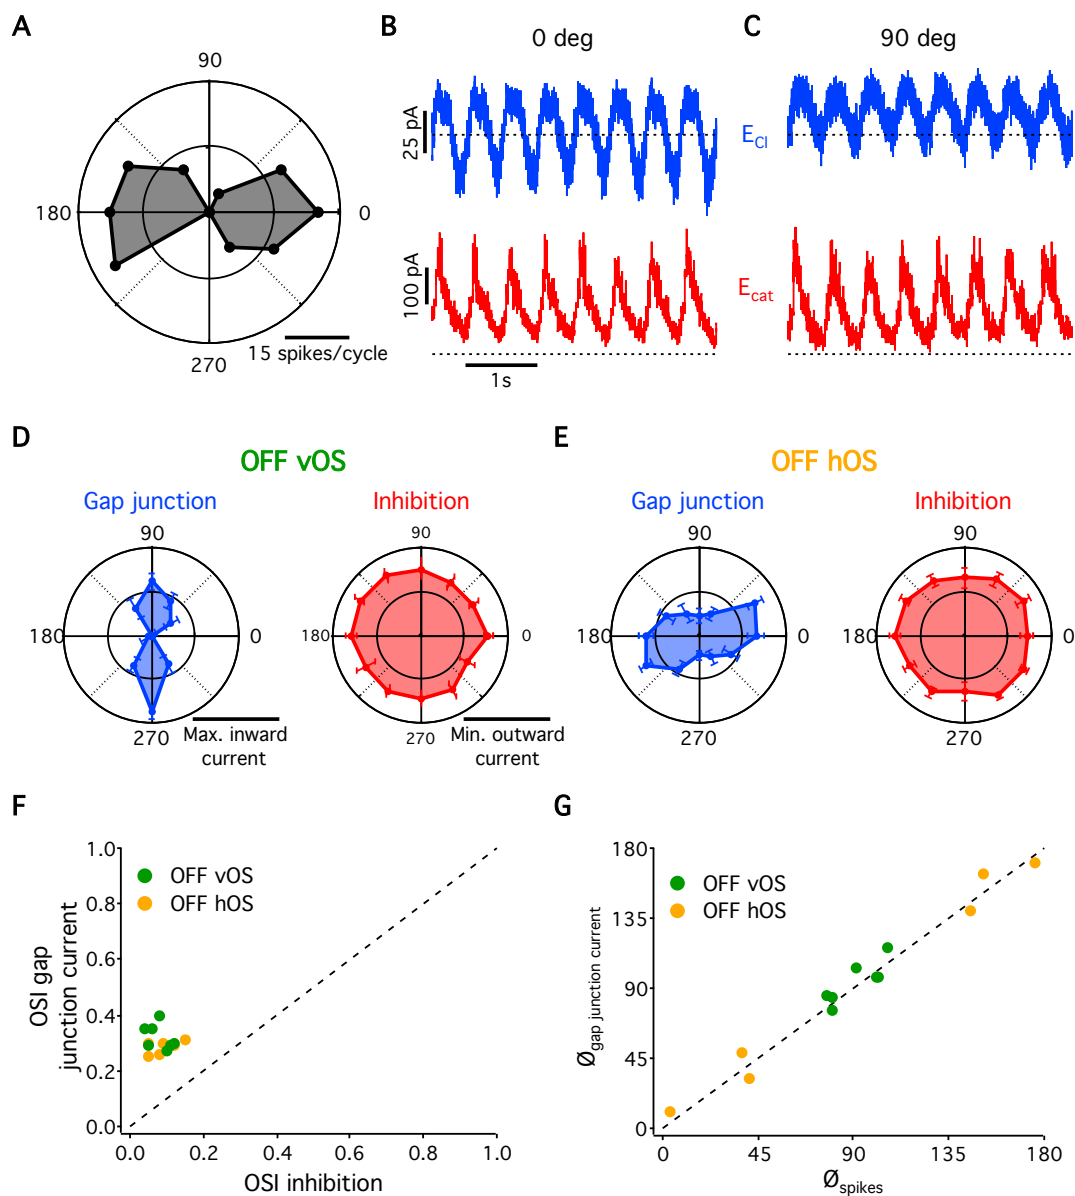 A
90
180
0
270
15 spikes/cycle
B
0 deg
25 pA
100 pA
1s
C
90 deg
E_Cl
E_cat
D
OFF vOS
Gap junction
90
180
0
270
Max. inward
current
Inhibition
90
180
0
270
Min. outward
current
E
OFF hOS
Gap junction
90
180
0
270
Inhibition
90
180
0
270
F
OSI gap
junction current
1.0
0.8
0.6
0.4
0.2
0.0
OFF vOS
OFF hOS
0.0 0.2 0.4 0.6 0.8 1.0
OSI inhibition
G
Øgap junction current
180
135
90
45
0
OFF vOS
OFF hOS
0 45 90 135 180
Øspikes